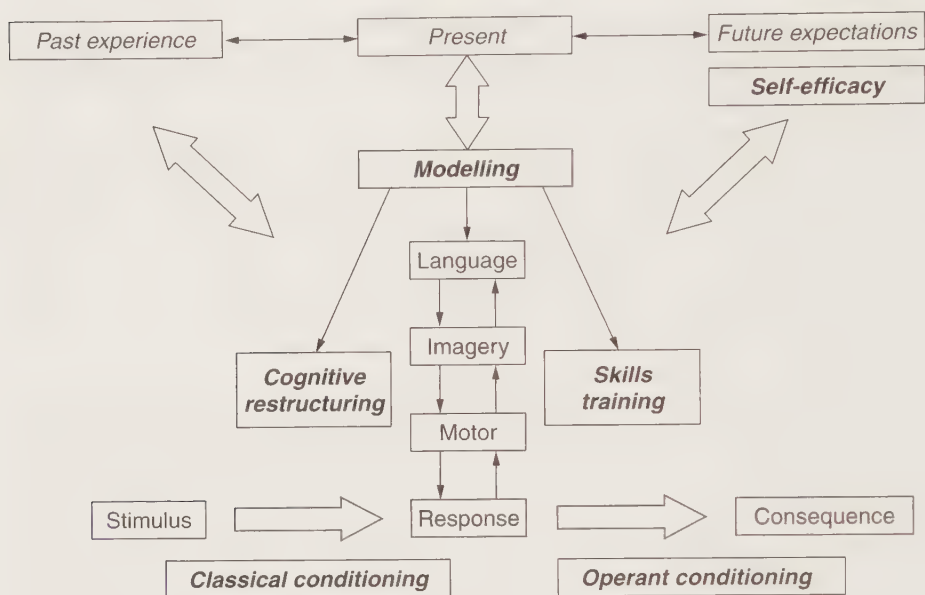 Past experience
Present
Future expectations
Self-efficacy
Modelling
Language
Imagery
Cognitive
restructuring
Skills
training
Motor
Stimulus
Response
Consequence
Classical conditioning
Operant conditioning